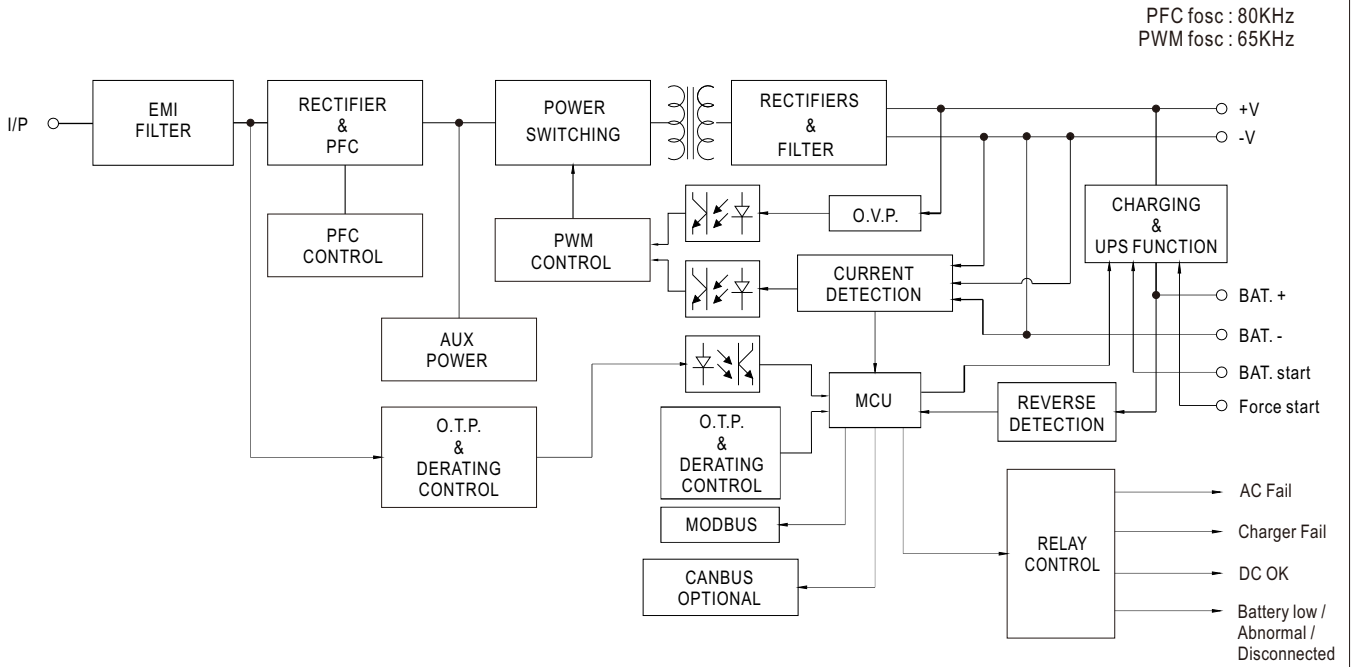 PFC fosc : 80KHz
PWM fosc : 65KHz
I/P
EMI
FILTER
RECTIFIER
&
PFC
POWER
SWITCHING
RECTIFIERS
&
FILTER
+V
-V
PFC
CONTROL
PWM
CONTROL
O.V.P.
CHARGING
&
UPS FUNCTION
CURRENT
DETECTION
BAT. +
BAT. -
AUX
POWER
BAT. start
MCU
REVERSE
DETECTION
Force start
O.T.P.
&
DERATING
CONTROL
O.T.P.
&
DERATING
CONTROL
MODBUS
CANBUS
OPTIONAL
RELAY
CONTROL
AC Fail
Charger Fail
DC OK
Battery low /
Abnormal /
Disconnected